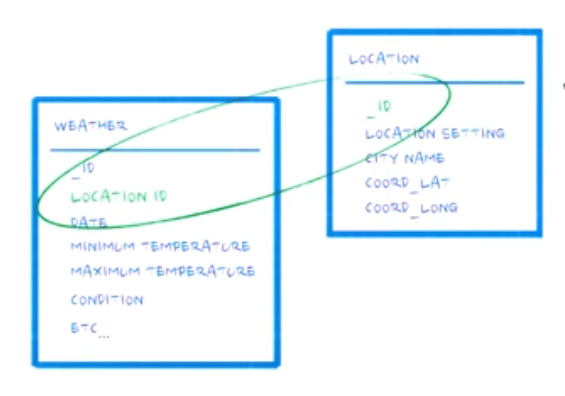 WEATHER
_ID
LOCATION ID
DATE
MINIMUM TEMPERATURE
MAXIMUM TEMPERATURE
CONDITION
ETC...
LOCATION
_ID
LOCATION SETTING
CITY NAME
COORD_LAT
COORD_LONG